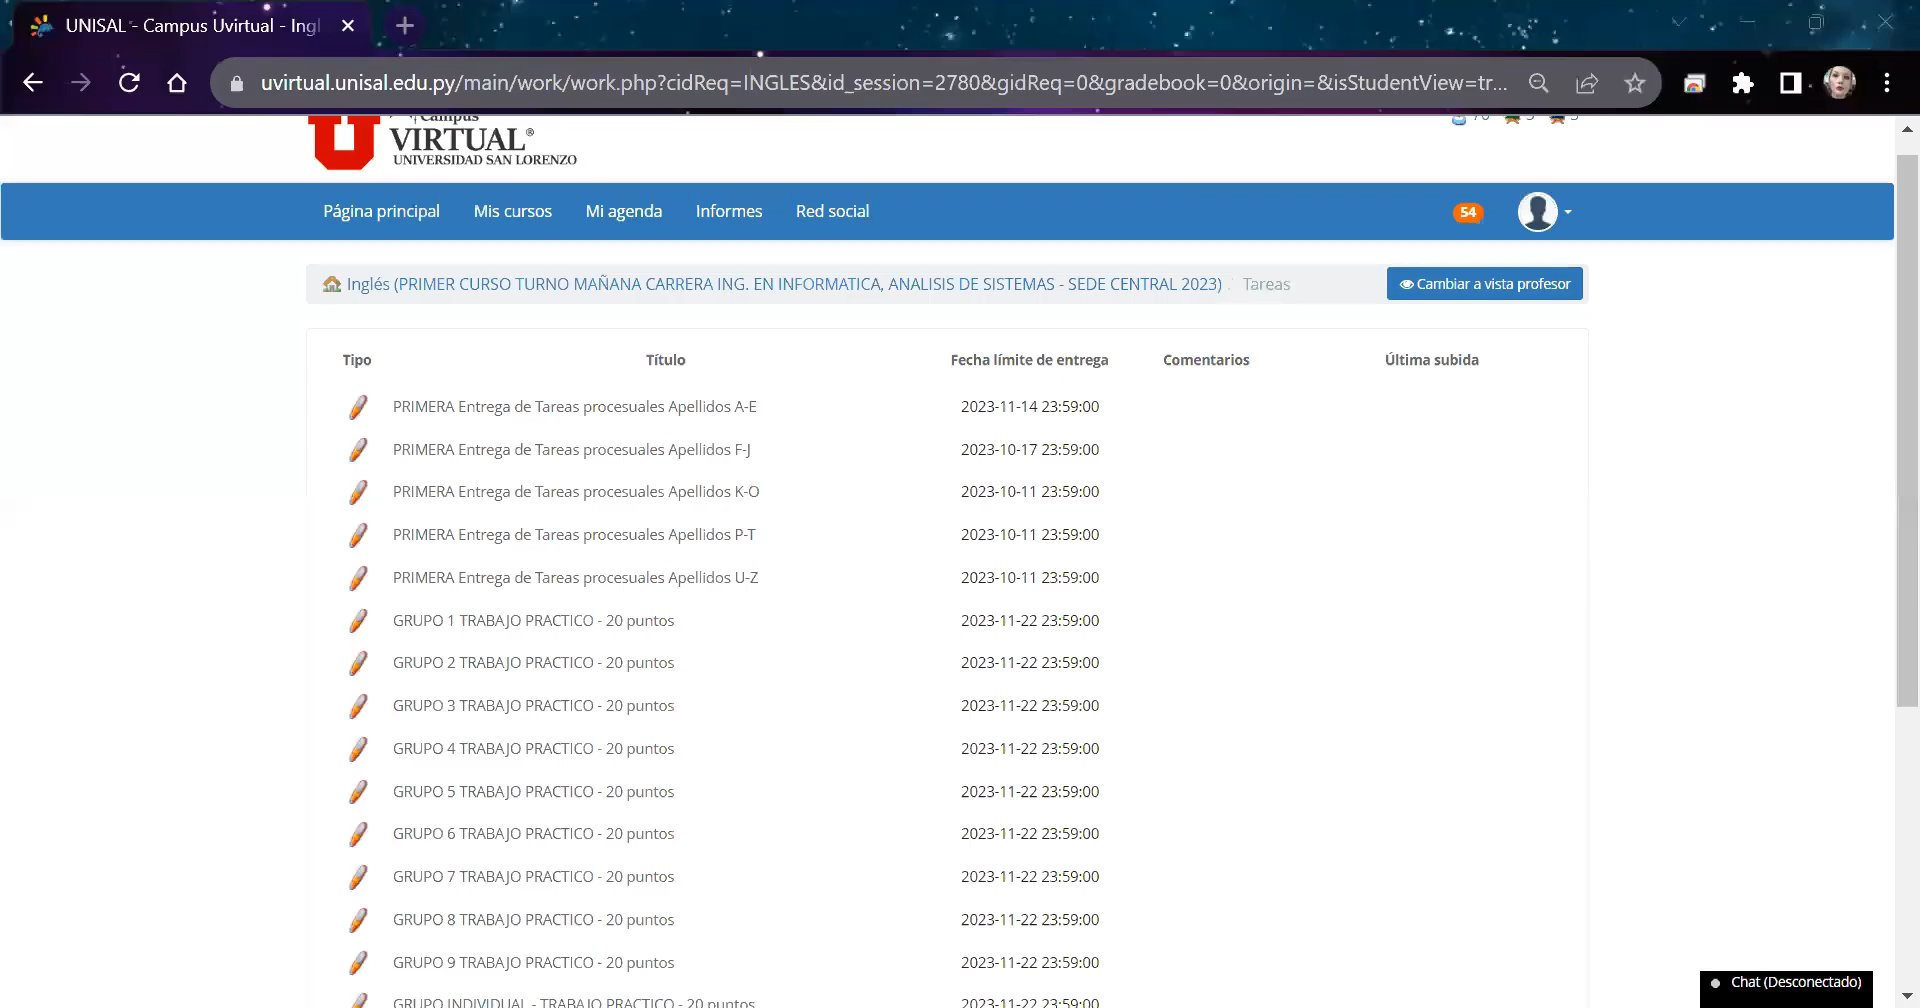 UNISAL - Campus Uvirtual - Ingl
uvirtual.unisal.edu.py/main/work/work.php?cidReq=INGLES&id_session=2780&gidReq=0&gradebook=0&origin=&isStudentView=tr...
Campus
VIRTUAL ®
UNIVERSIDAD SAN LORENZO
Página principal Mis cursos Mi agenda Informes Red social 54
Inglés (PRIMER CURSO TURNO MAÑANA CARRERA ING. EN INFORMATICA, ANALISIS DE SISTEMAS - SEDE CENTRAL 2023) Tareas Cambiar a vista profesor
Tipo Título Fecha límite de entrega Comentarios Última subida
PRIMERA Entrega de Tareas procesuales Apellidos A-E 2023-11-14 23:59:00
PRIMERA Entrega de Tareas procesuales Apellidos F-J 2023-10-17 23:59:00
PRIMERA Entrega de Tareas procesuales Apellidos K-O 2023-10-11 23:59:00
PRIMERA Entrega de Tareas procesuales Apellidos P-T 2023-10-11 23:59:00
PRIMERA Entrega de Tareas procesuales Apellidos U-Z 2023-10-11 23:59:00
GRUPO 1 TRABAJO PRACTICO - 20 puntos 2023-11-22 23:59:00
GRUPO 2 TRABAJO PRACTICO - 20 puntos 2023-11-22 23:59:00
GRUPO 3 TRABAJO PRACTICO - 20 puntos 2023-11-22 23:59:00
GRUPO 4 TRABAJO PRACTICO - 20 puntos 2023-11-22 23:59:00
GRUPO 5 TRABAJO PRACTICO - 20 puntos 2023-11-22 23:59:00
GRUPO 6 TRABAJO PRACTICO - 20 puntos 2023-11-22 23:59:00
GRUPO 7 TRABAJO PRACTICO - 20 puntos 2023-11-22 23:59:00
GRUPO 8 TRABAJO PRACTICO - 20 puntos 2023-11-22 23:59:00
GRUPO 9 TRABAJO PRACTICO - 20 puntos 2023-11-22 23:59:00
GRUPO INDIVIDUAL - TRABAJO PRACTICO - 20 puntos 2023-11-22 23:59:00
Chat (Desconectado)